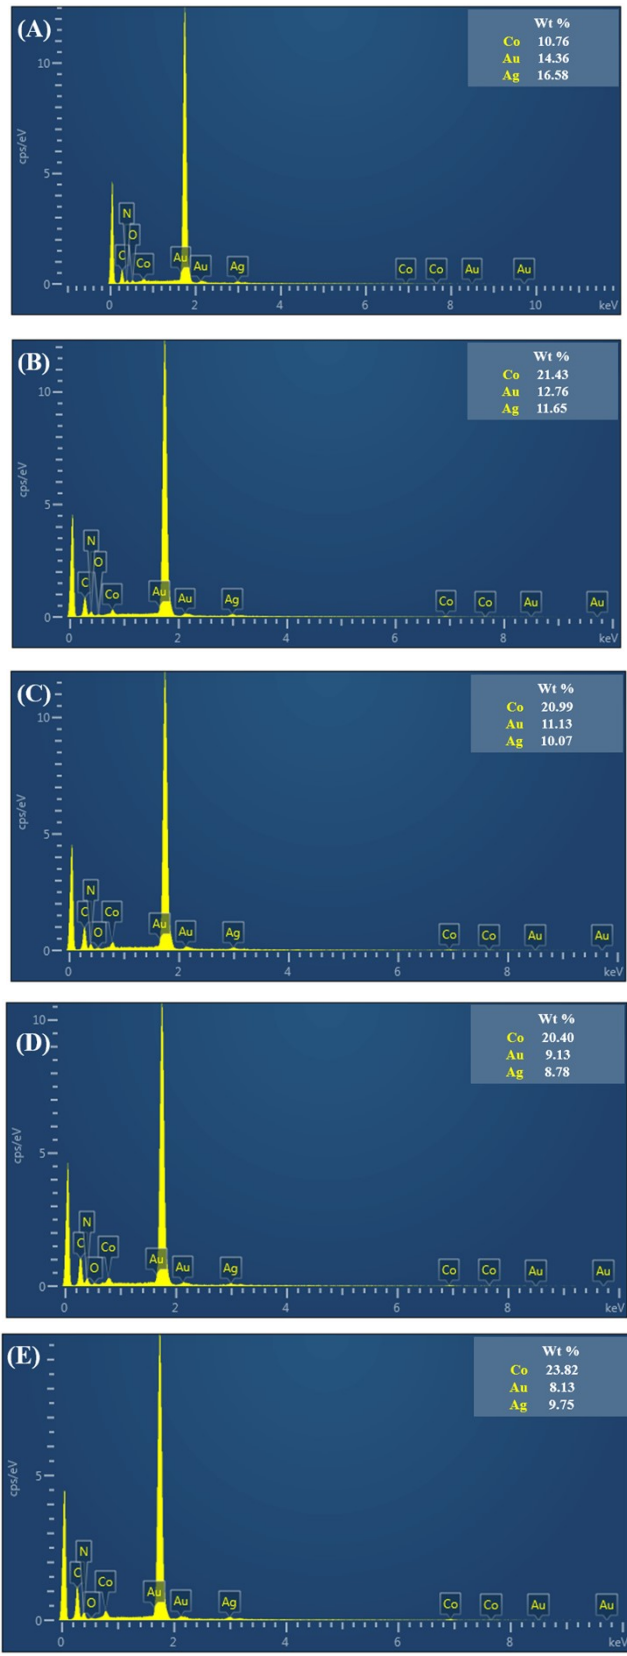 (A)
Wt %
Co 10.76
Au 14.36
Ag 16.58
cps/eV
10
5
0
N
O
C Co Au Au Ag Co Co Au Au
0 2 4 6 8 10 keV
(B)
Wt %
Co 21.43
Au 12.76
Ag 11.65
cps/eV
10
5
0
N
O
C Co Au Au Ag Co Co Au Au
0 2 4 6 8 keV
(C)
Wt %
Co 20.99
Au 11.13
Ag 10.07
cps/eV
10
5
0
N
C Co
O Au Au Ag Co Co Au Au
0 2 4 6 8 keV
(D)
Wt %
Co 20.40
Au 9.13
Ag 8.78
cps/eV
10
5
0
N
C Co
O Au Au Ag Co Co Au Au
0 2 4 6 8 keV
(E)
Wt %
Co 23.82
Au 8.13
Ag 9.75
cps/eV
5
0
N
C Co
O Au Au Ag Co Co Au Au
0 2 4 6 8 keV